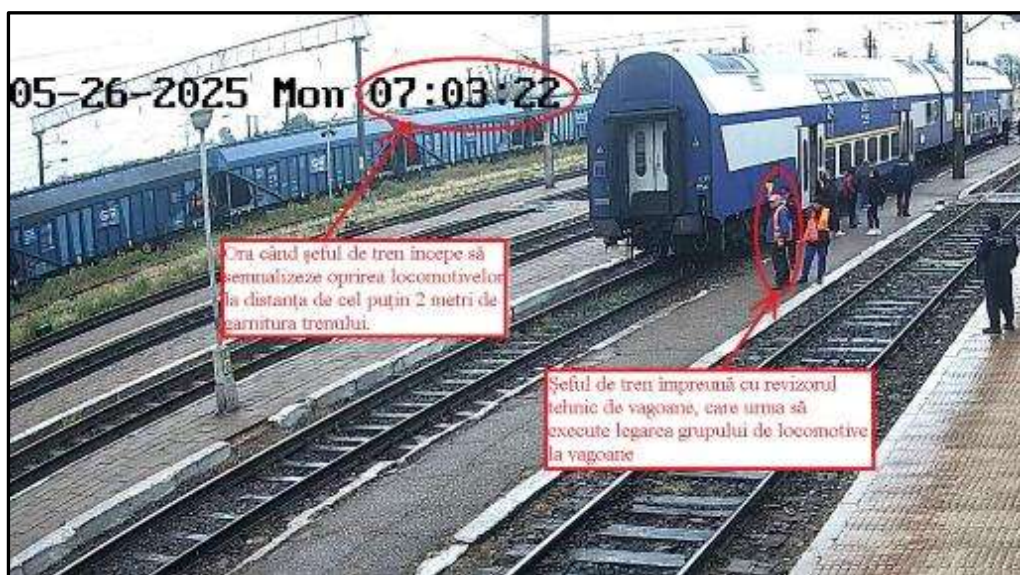 05-26-2025 Mon 07:03:22
Ora când șeful de tren începe să
semnalizeze oprirea locomotivelor
la distanța de cel puțin 2 metri de
garnitura trenului.
Șeful de tren împreună cu revizorul
tehnic de vagoane, care urma să
execute legarea grupului de locomotive
la vagoane